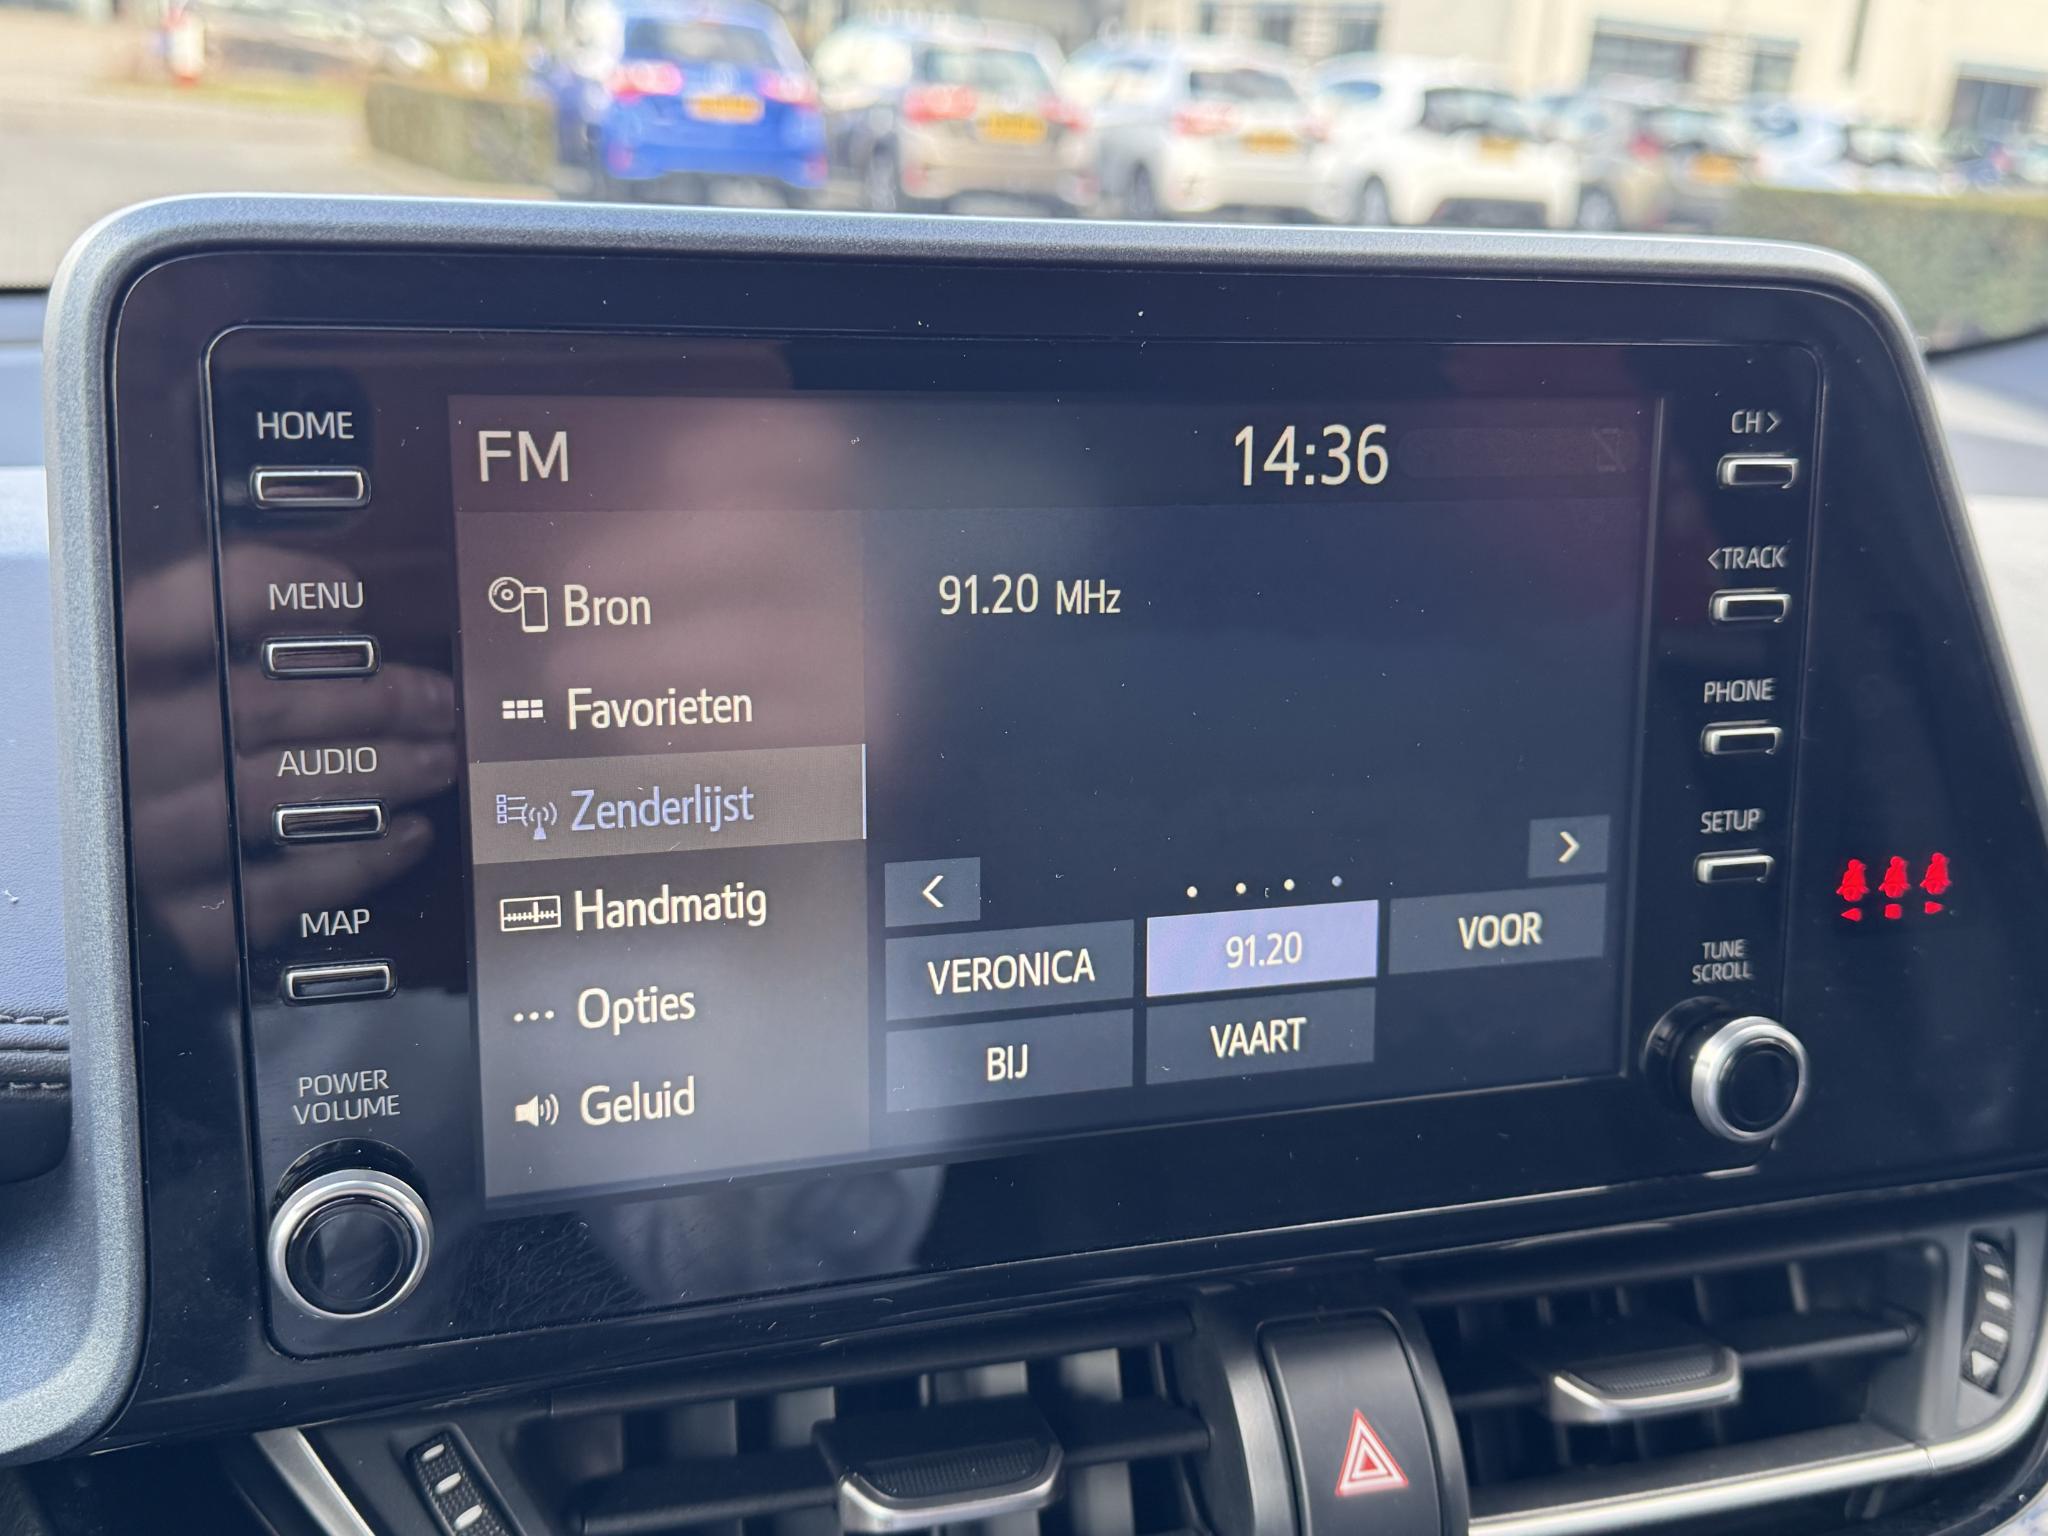 HOME
MENU
AUDIO
MAP
POWER
VOLUME
FM
14:36
Bron
Favorieten
Zenderlijst
Handmatig
Opties
Geluid
91.20 MHz
<
>
VERONICA
91.20
VOOR
BIJ
VAART
CH>
<TRACK
PHONE
SETUP
TUNE
SCROLL